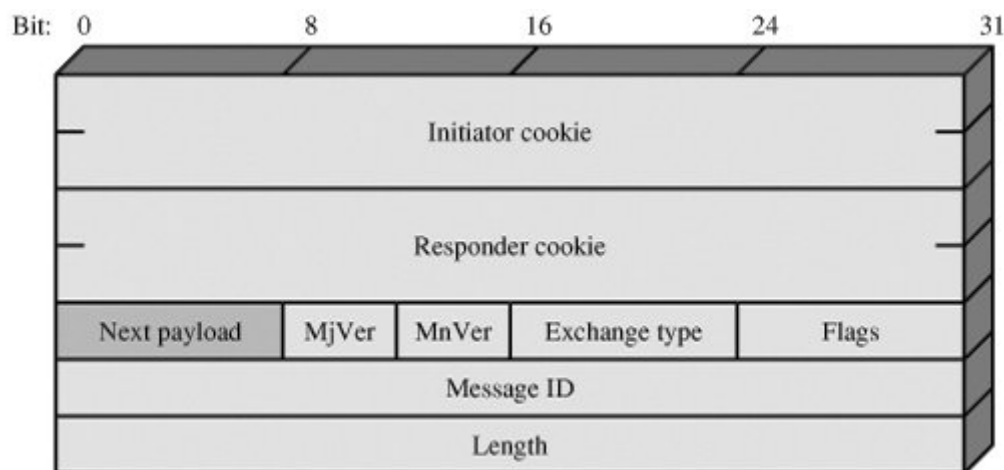 Bit: 0 8 16 24 31
Initiator cookie
Responder cookie
Next payload MjVer MnVer Exchange type Flags
Message ID
Length